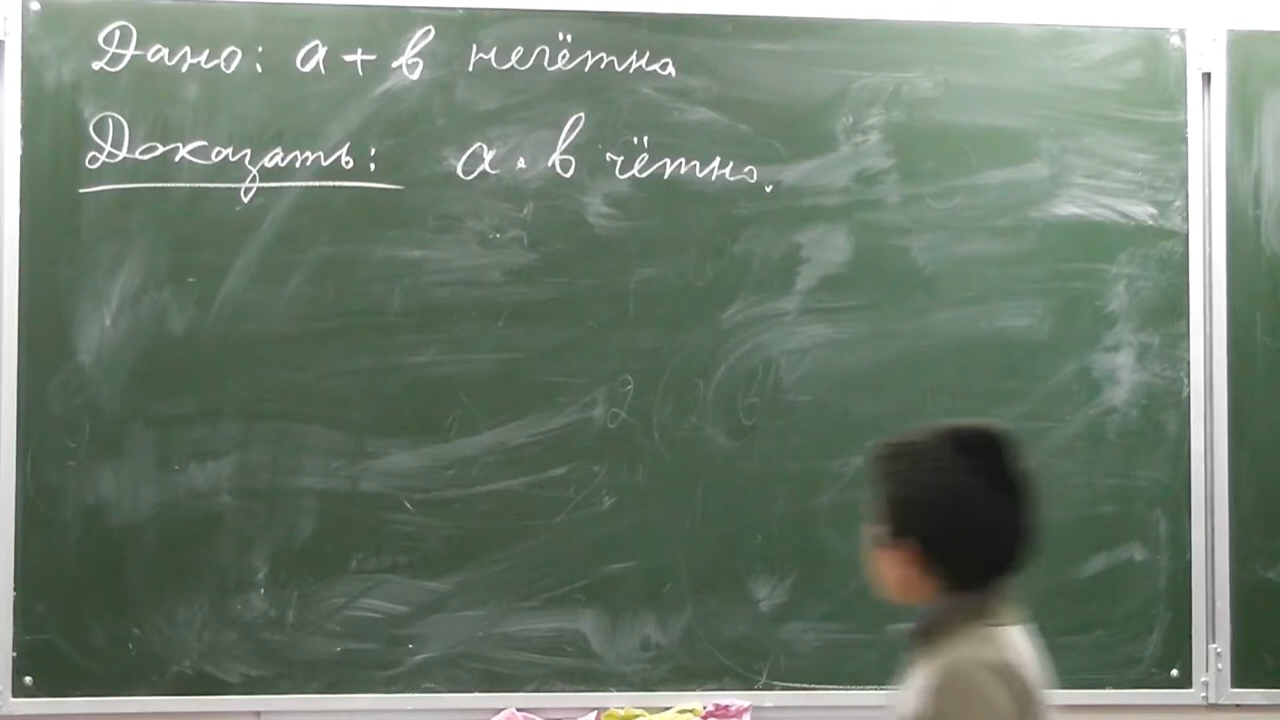 Дано: а + в нечётна
Доказать: а · в чётно.